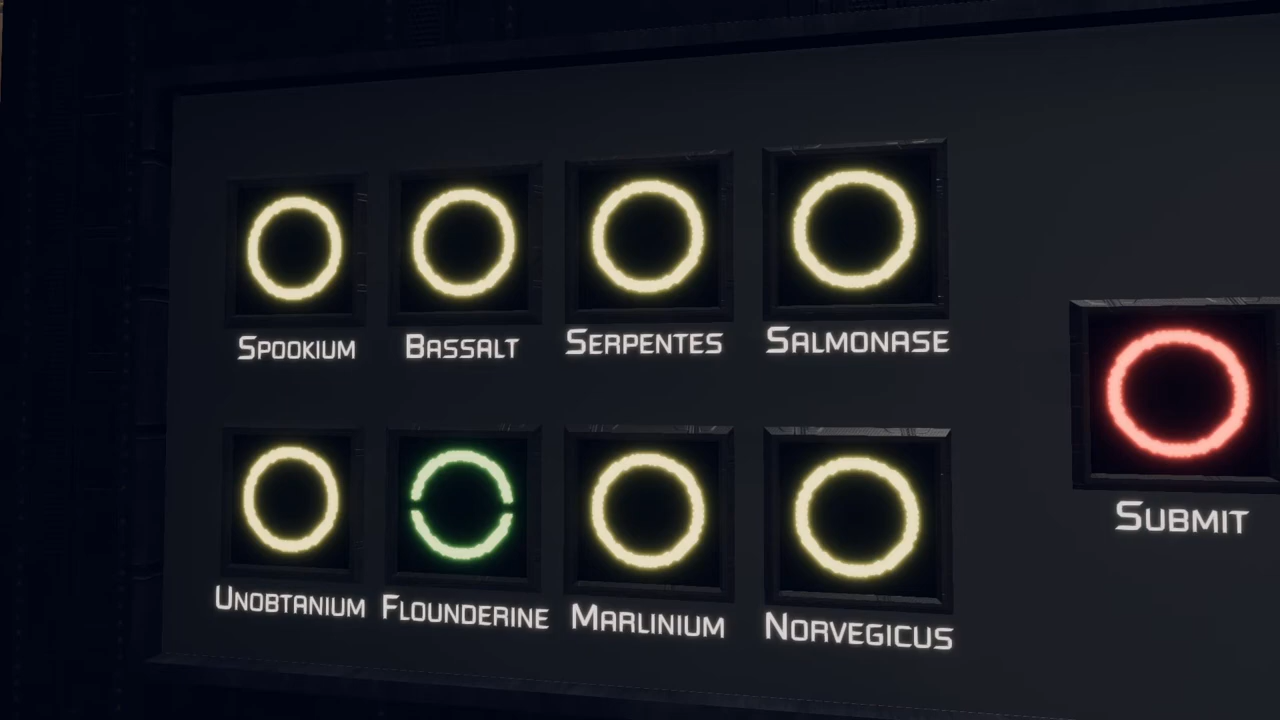 Spookium
Bassalt
Serpentes
Salmonase
Unobtanium
Flounderine
Marlinium
Norvegicus
Submit